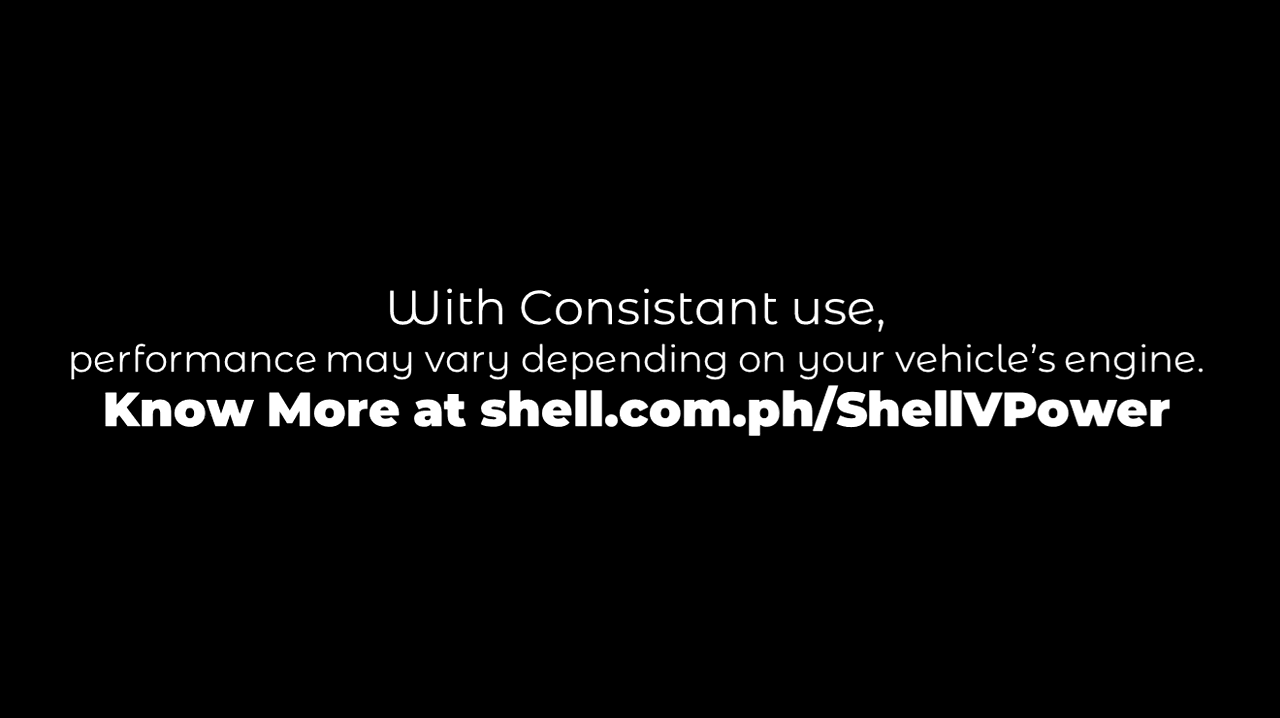 With Consistant use,
performance may vary depending on your vehicle’s engine.
Know More at shell.com.ph/ShellVPower